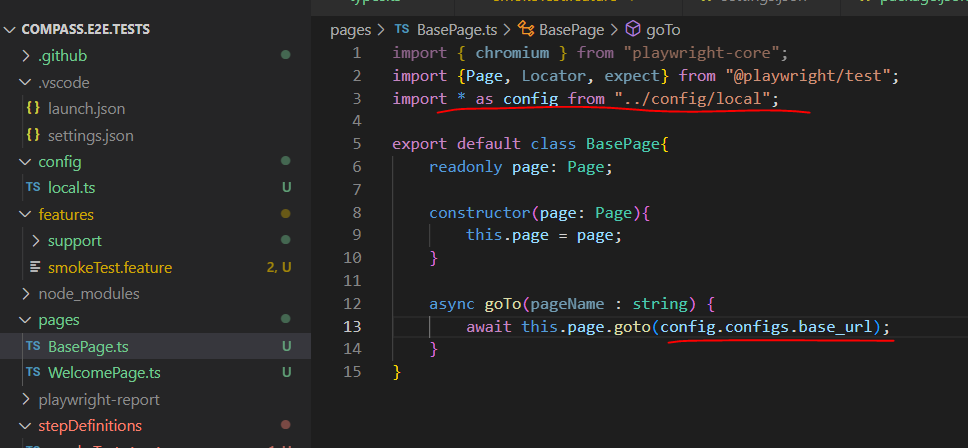 COMPASS.E2E.TESTS
.github
.vscode
launch.json
settings.json
config
local.ts U
features
support
smokeTest.feature 2, U
node_modules
pages
BasePage.ts U
WelcomePage.ts U
playwright-report
stepDefinitions
pages > TS BasePage.ts > BasePage > goTo
1 import { chromium } from "playwright-core";
2 import {Page, Locator, expect} from "@playwright/test";
3 import * as config from "../config/local";
4
5 export default class BasePage{
6 readonly page: Page;
7
8 constructor(page: Page){
9 this.page = page;
10 }
11
12 async goTo(pageName : string) {
13 await this.page.goto(config.configs.base_url);
14 }
15 }